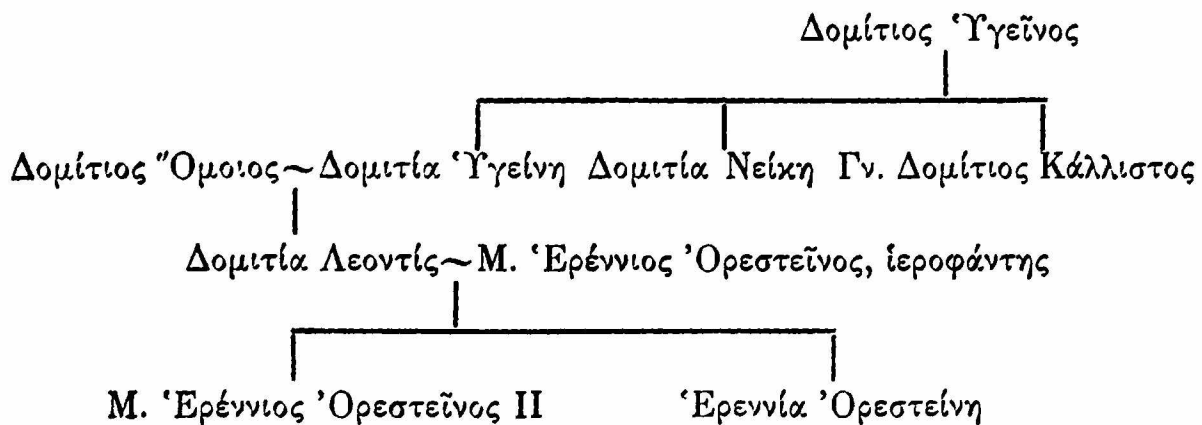 Δομίτιος Ὑγεῖνος
Δομίτιος Ὅμοιος ~ Δομιτία Ὑγείνη Δομιτία Νείκη Γν. Δομίτιος Κάλλιστος
Δομιτία Λεοντίς ~ Μ. Ἑρέννιος Ὀρεστεῖνος, ἱεροφάντης
Μ. Ἑρέννιος Ὀρεστεῖνος II Ἑρεννία Ὀρεστείνη